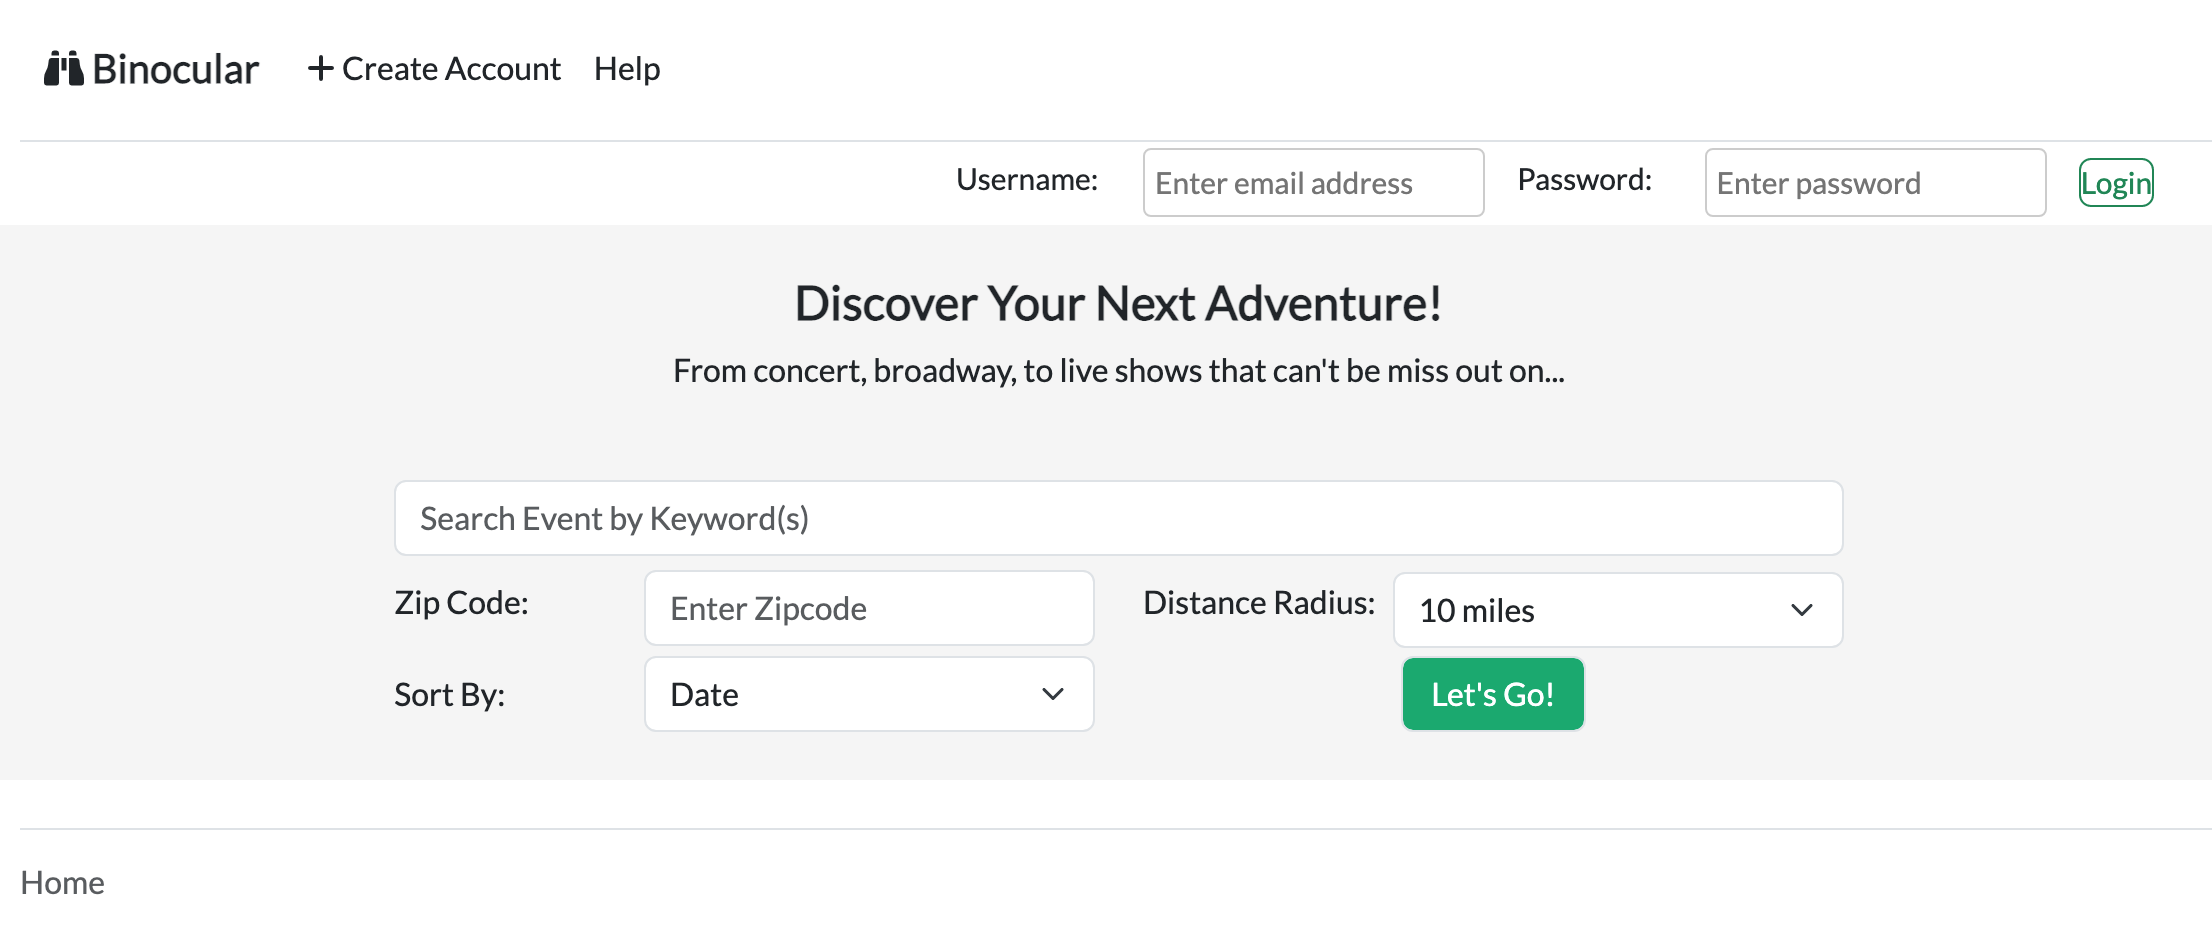 Binocular + Create Account Help
Username: Enter email address Password: Enter password Login
Discover Your Next Adventure!
From concert, broadway, to live shows that can't be miss out on...
Search Event by Keyword(s)
Zip Code: Enter Zipcode Distance Radius: 10 miles
Sort By: Date Let's Go!
Home